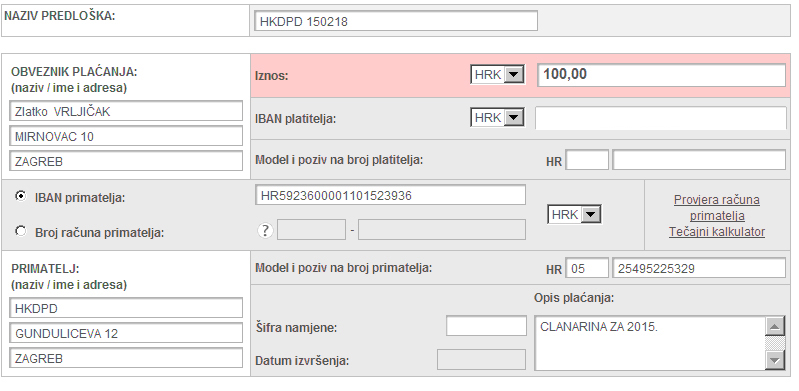 NAZIV PREDLOŠKA: HKDPD 150218
OBVEZNIK PLAĆANJA:
(naziv / ime i adresa)
Zlatko VRLJIČAK
MIRNOVAC 10
ZAGREB
Iznos: HRK 100,00
IBAN platitelja: HRK
Model i poziv na broj platitelja: HR
IBAN primatelja: HR5923600001101523936
Broj računa primatelja: ? -
HRK
Provjera računa
primatelja
Tečajni kalkulator
PRIMATELJ:
(naziv / ime i adresa)
HKDPD
GUNDULICEVA 12
ZAGREB
Model i poziv na broj primatelja: HR 05 25495225329
Šifra namjene:
Datum izvršenja:
Opis plaćanja:
CLANARINA ZA 2015.